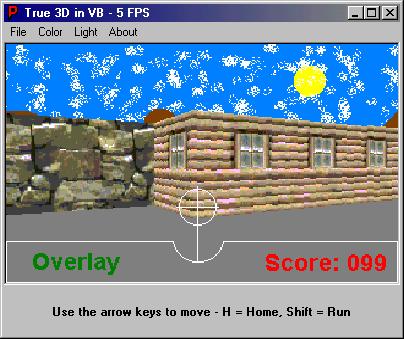 True 3D in VB - 5 FPS
File Color Light About
Overlay Score: 099
Use the arrow keys to move - H = Home, Shift = Run